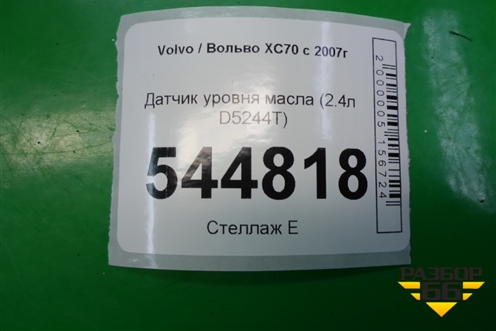 Volvo / Вольво XC70 с 2007г
Датчик уровня масла (2.4л
D5244T)
544818
Стеллаж Е
2000005156724
РАЗБОР
66